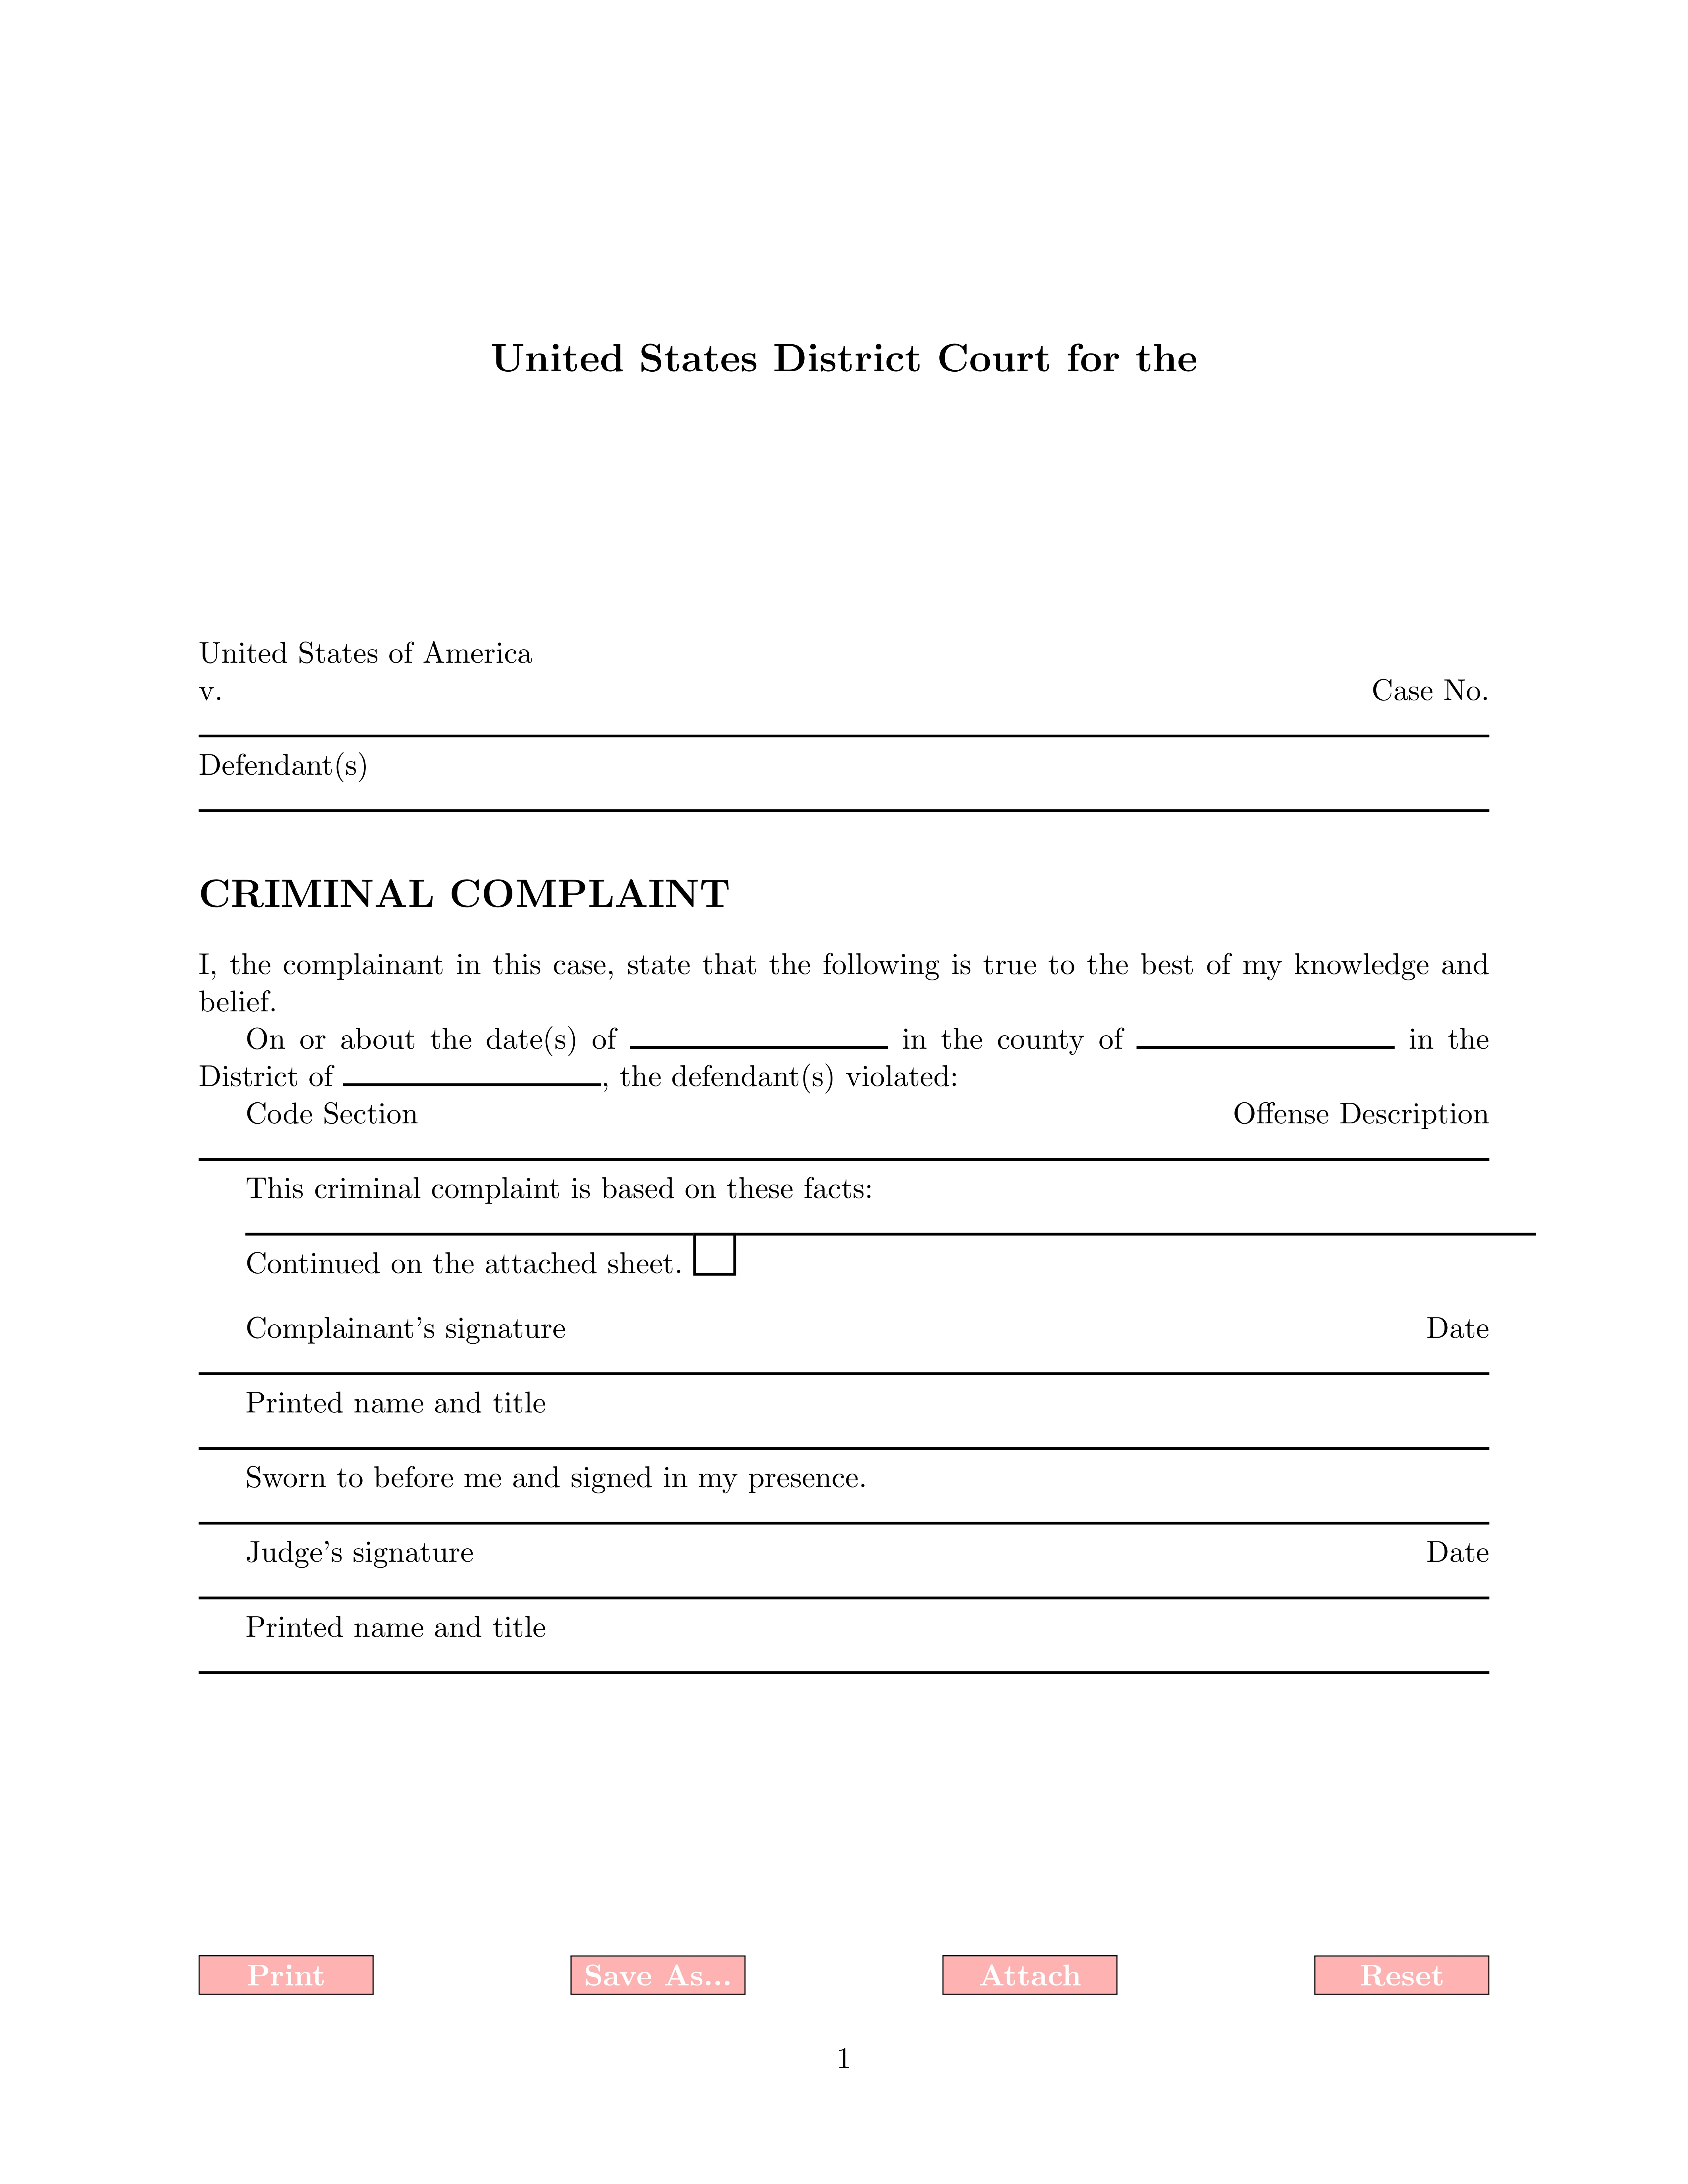 United States District Court for the
United States of America
v. Case No.
Defendant(s)
CRIMINAL COMPLAINT
I, the complainant in this case, state that the following is true to the best of my knowledge and
belief.
On or about the date(s) of ____________ in the county of ____________ in the
District of ____________, the defendant(s) violated:
Code Section Offense Description
This criminal complaint is based on these facts:
Continued on the attached sheet.
Complainant's signature Date
Printed name and title
Sworn to before me and signed in my presence.
Judge's signature Date
Printed name and title
Print Save As... Attach Reset
1